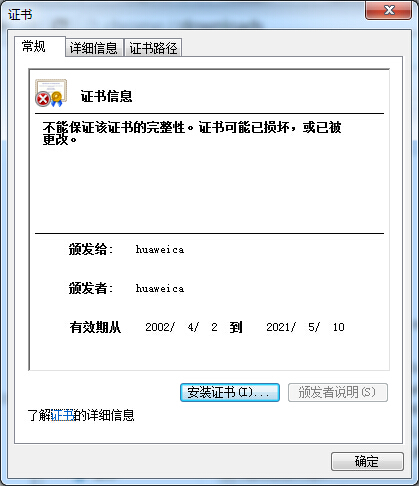 证书
常规
详细信息
证书路径
证书信息
不能保证该证书的完整性。证书可能已损坏，或已被
更改。
颁发给： huaweica
颁发者： huaweica
有效期从 2002/ 4/ 2 到 2021/ 5/ 10
安装证书(I)...
颁发者说明(S)
了解证书的详细信息
确定